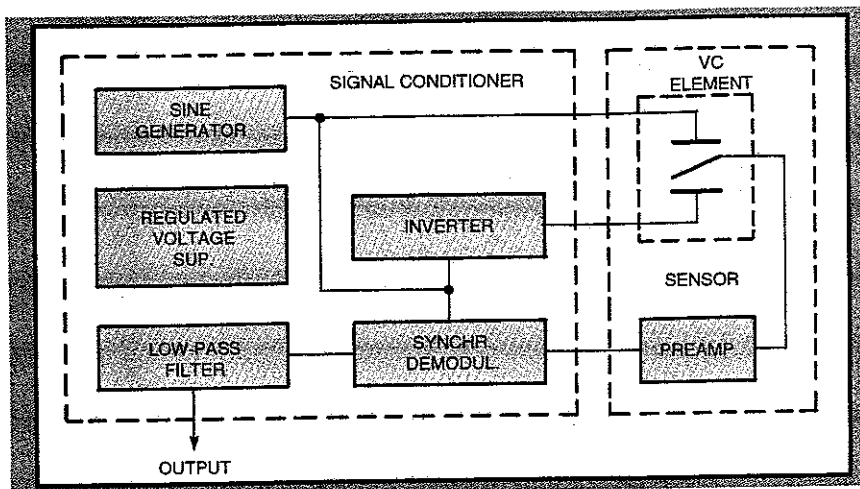 SIGNAL CONDITIONER
VC
ELEMENT
SINE
GENERATOR
REGULATED
VOLTAGE
SUP.
INVERTER
SENSOR
LOW-PASS
FILTER
SYNCHR.
DEMODUL.
PREAMP
OUTPUT